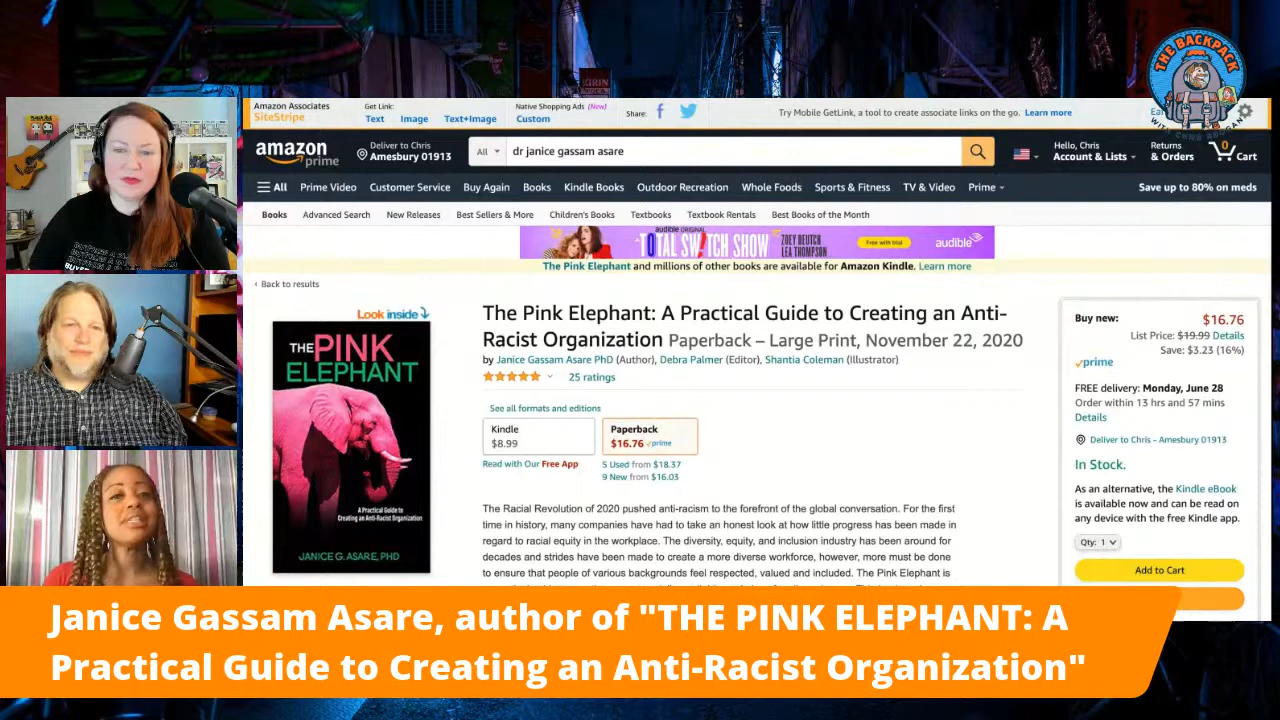 THE BACKPACK
WITH CHRIS BROGAN
GRIN
Amazon Associates
SiteStripe
Get Link:
Text
Image
Text+Image
Native Shopping Ads (New)
Custom
Share:
Try Mobile GetLink, a tool to create associate links on the go. Learn more
amazon
prime
Deliver to Chris
Amesbury 01913
All
dr janice gassam asare
Hello, Chris
Account & Lists
Returns
& Orders
0
Cart
All
Prime Video
Customer Service
Buy Again
Books
Kindle Books
Outdoor Recreation
Whole Foods
Sports & Fitness
TV & Video
Prime
Save up to 80% on meds
Books
Advanced Search
New Releases
Best Sellers & More
Children's Books
Textbooks
Textbook Rentals
Best Books of the Month
audible ORIGINAL
TOTAL SWITCH SHOW
ZOEY DEUTCH
LEA THOMPSON
Free with trial
audible
The Pink Elephant and millions of other books are available for Amazon Kindle. Learn more
‹ Back to results
Look inside
THE PINK
ELEPHANT
A Practical Guide to
Creating an Anti-Racist Organization
JANICE G. ASARE, PHD
The Pink Elephant: A Practical Guide to Creating an Anti-
Racist Organization Paperback – Large Print, November 22, 2020
by Janice Gassam Asare PhD (Author), Debra Palmer (Editor), Shantia Coleman (Illustrator)
25 ratings
See all formats and editions
Kindle
$8.99
Paperback
$16.76 prime
Read with Our Free App
5 Used from $18.37
9 New from $16.03
The Racial Revolution of 2020 pushed anti-racism to the forefront of the global conversation. For the first
time in history, many companies have had to take an honest look at how little progress has been made in
regard to racial equity in the workplace. The diversity, equity, and inclusion industry has been around for
decades and strides have been made to create a more diverse workforce, however, more must be done
to ensure that people of various backgrounds feel respected, valued and included. The Pink Elephant is
Buy new:
$16.76
List Price: $19.99 Details
Save: $3.23 (16%)
prime
FREE delivery: Monday, June 28
Order within 13 hrs and 57 mins
Details
Deliver to Chris - Amesbury 01913
In Stock.
As an alternative, the Kindle eBook
is available now and can be read on
any device with the free Kindle app.
Qty: 1
Add to Cart
Janice Gassam Asare, author of "THE PINK ELEPHANT: A
Practical Guide to Creating an Anti-Racist Organization"